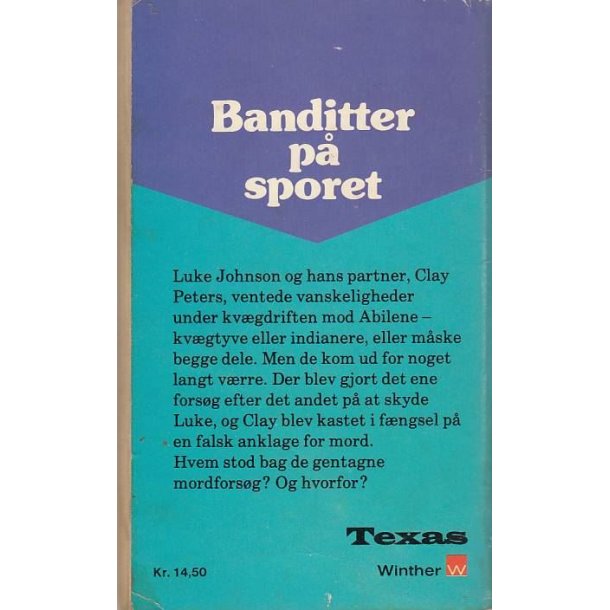 Banditter
på
sporet
Luke Johnson og hans partner, Clay
Peters, ventede vanskeligheder
under kvægdriften mod Abilene –
kvægtyve eller indianere, eller måske
begge dele. Men de kom ud for noget
langt værre. Der blev gjort det ene
forsøg efter det andet på at skyde
Luke, og Clay blev kastet i fængsel på
en falsk anklage for mord.
Hvem stod bag de gentagne
mordforsøg? Og hvorfor?
Texas
Kr. 14,50
Winther W